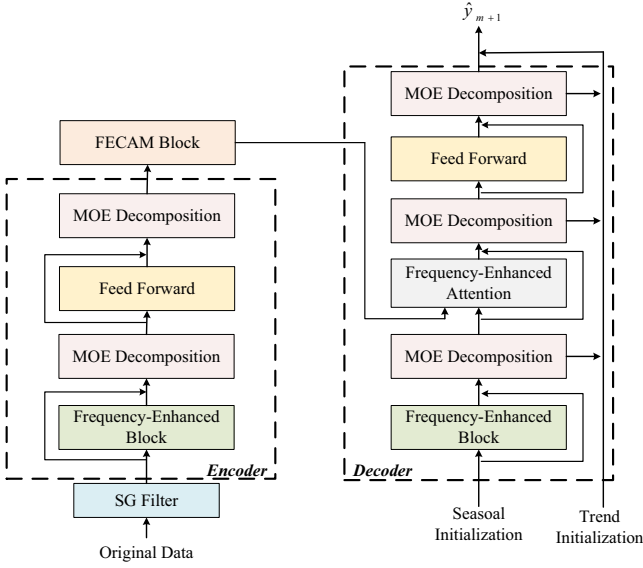 ŷ m+1
MOE Decomposition
Feed Forward
MOE Decomposition
Frequency-Enhanced
Attention
MOE Decomposition
Frequency-Enhanced
Block
Decoder
Seasoal
Initialization
Trend
Initialization
FECAM Block
MOE Decomposition
Feed Forward
MOE Decomposition
Frequency-Enhanced
Block
Encoder
SG Filter
Original Data